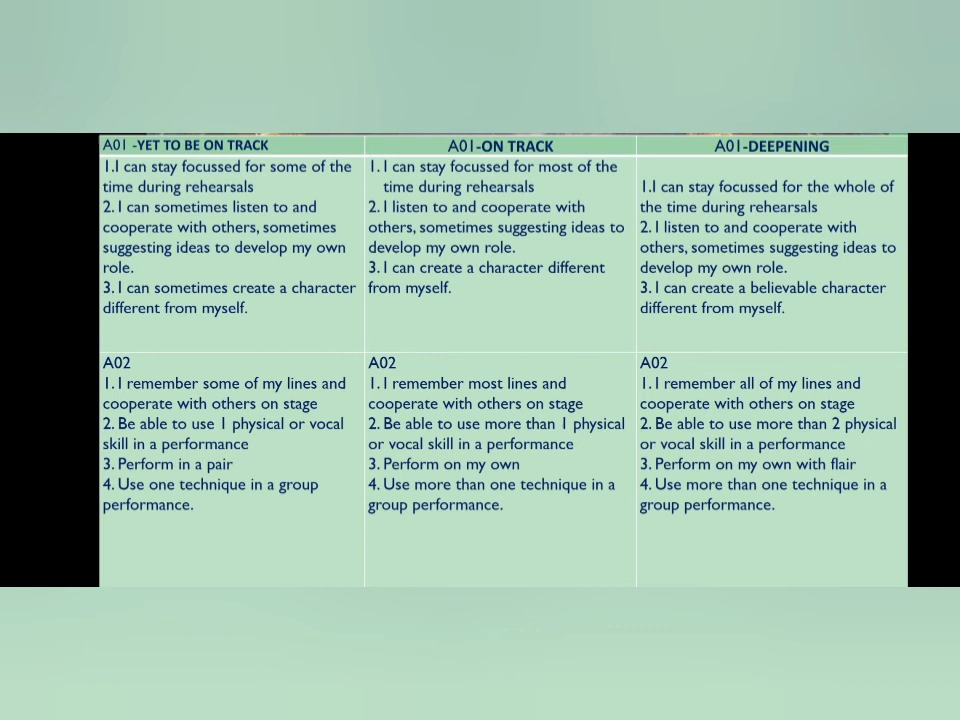 A01 -YET TO BE ON TRACK
1.I can stay focussed for some of the
time during rehearsals
2. I can sometimes listen to and
cooperate with others, sometimes
suggesting ideas to develop my own
role.
3. I can sometimes create a character
different from myself.
A01-ON TRACK
1. I can stay focussed for most of the
time during rehearsals
2. I listen to and cooperate with
others, sometimes suggesting ideas to
develop my own role.
3. I can create a character different
from myself.
A01-DEEPENING
1.I can stay focussed for the whole of
the time during rehearsals
2. I listen to and cooperate with
others, sometimes suggesting ideas to
develop my own role.
3. I can create a believable character
different from myself.
A02
1. I remember some of my lines and
cooperate with others on stage
2. Be able to use 1 physical or vocal
skill in a performance
3. Perform in a pair
4. Use one technique in a group
performance.
A02
1. I remember most lines and
cooperate with others on stage
2. Be able to use more than 1 physical
or vocal skill in a performance
3. Perform on my own
4. Use more than one technique in a
group performance.
A02
1. I remember all of my lines and
cooperate with others on stage
2. Be able to use more than 2 physical
or vocal skill in a performance
3. Perform on my own with flair
4. Use more than one technique in a
group performance.